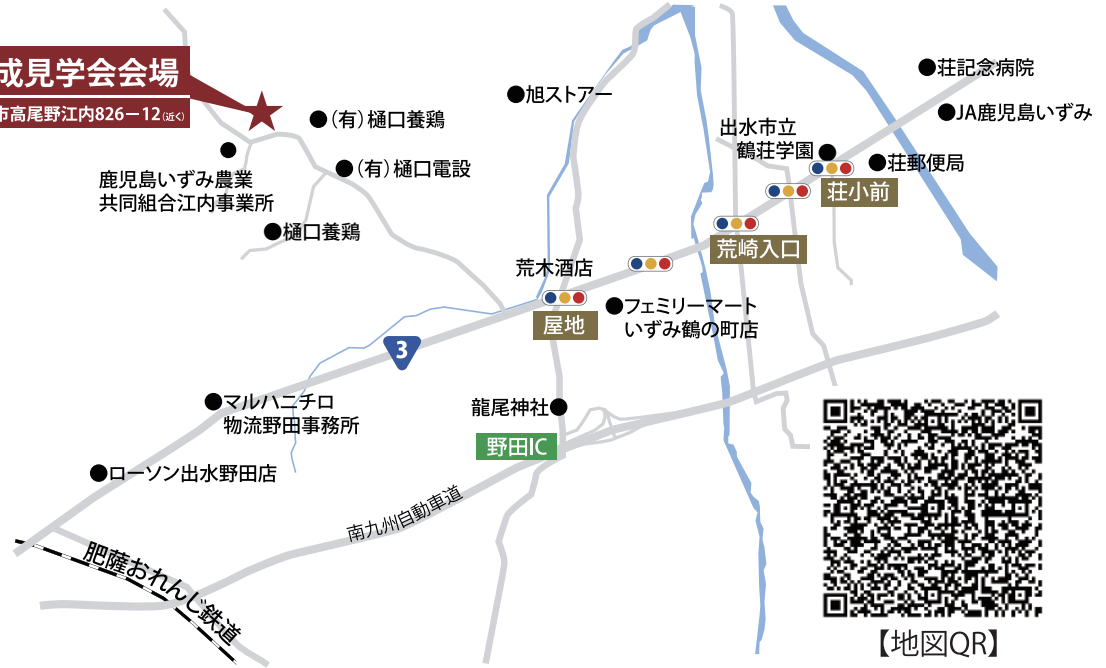 成見学会会場
市高尾野江内826－12(近く)
旭ストアー
(有)樋口養鶏
(有)樋口電設
鹿児島いずみ農業
共同組合江内事業所
樋口養鶏
荘記念病院
JA鹿児島いずみ
出水市立
鶴荘学園
荘郵便局
荘小前
荒崎入口
荒木酒店
屋地
フェミリーマート
いずみ鶴の町店
3
マルハニチロ
物流野田事務所
龍尾神社
野田IC
ローソン出水野田店
南九州自動車道
肥薩おれんじ鉄道
【地図QR】